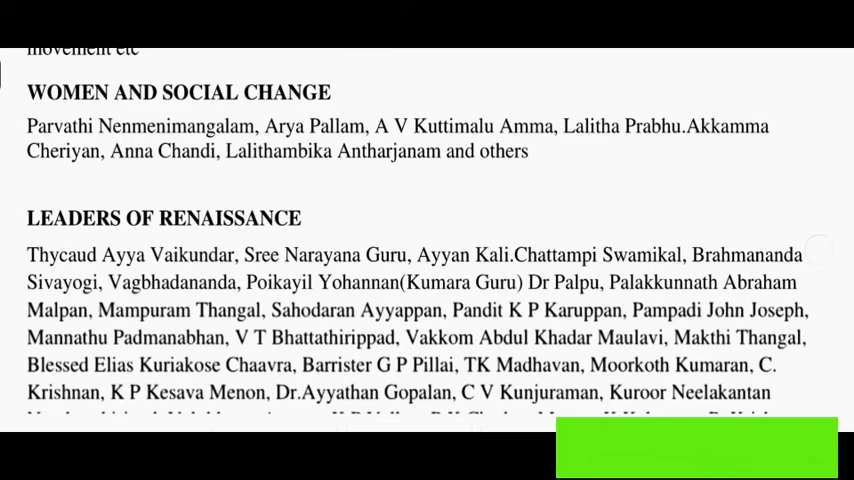 movement etc
WOMEN AND SOCIAL CHANGE
Parvathi Nenmenimangalam, Arya Pallam, A V Kuttimalu Amma, Lalitha Prabhu.Akkamma
Cheriyan, Anna Chandi, Lalithambika Antharjanam and others
LEADERS OF RENAISSANCE
Thycaud Ayya Vaikundar, Sree Narayana Guru, Ayyan Kali.Chattampi Swamikal, Brahmananda
Sivayogi, Vagbhadananda, Poikayil Yohannan(Kumara Guru) Dr Palpu, Palakkunnath Abraham
Malpan, Mampuram Thangal, Sahodaran Ayyappan, Pandit K P Karuppan, Pampadi John Joseph,
Mannathu Padmanabhan, V T Bhattathirippad, Vakkom Abdul Khadar Maulavi, Makthi Thangal,
Blessed Elias Kuriakose Chaavra, Barrister G P Pillai, TK Madhavan, Moorkoth Kumaran, C.
Krishnan, K P Kesava Menon, Dr.Ayyathan Gopalan, C V Kunjuraman, Kuroor Neelakantan